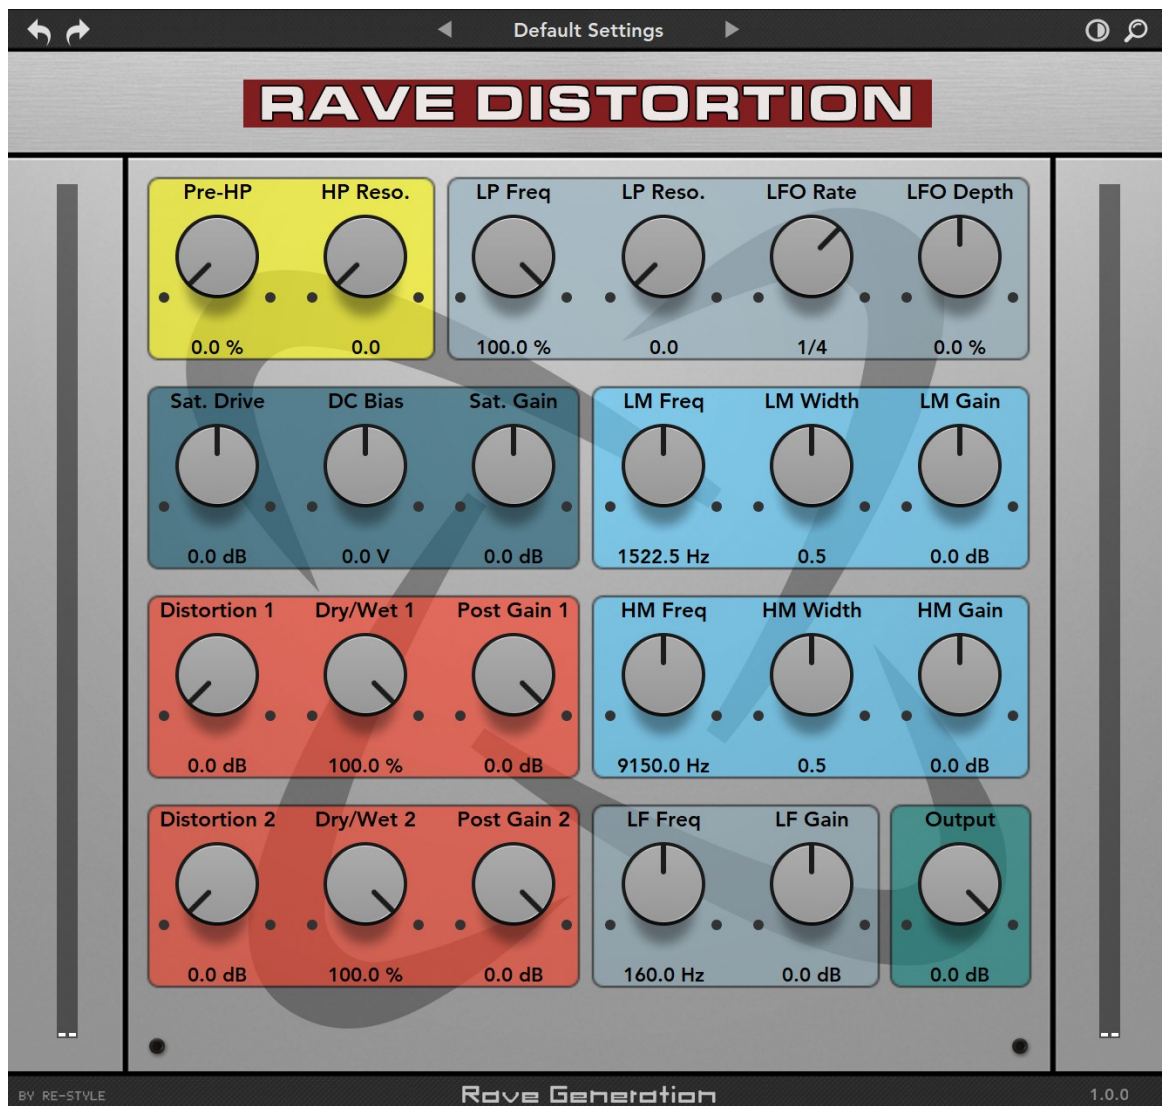 Default Settings
RAVE DISTORTION
Pre-HP HP Reso. LP Freq LP Reso. LFO Rate LFO Depth
0.0 % 0.0 100.0 % 0.0 1/4 0.0 %
Sat. Drive DC Bias Sat. Gain LM Freq LM Width LM Gain
0.0 dB 0.0 V 0.0 dB 1522.5 Hz 0.5 0.0 dB
Distortion 1 Dry/Wet 1 Post Gain 1 HM Freq HM Width HM Gain
0.0 dB 100.0 % 0.0 dB 9150.0 Hz 0.5 0.0 dB
Distortion 2 Dry/Wet 2 Post Gain 2 LF Freq LF Gain Output
0.0 dB 100.0 % 0.0 dB 160.0 Hz 0.0 dB 0.0 dB
BY RE-STYLE Rave Generation 1.0.0